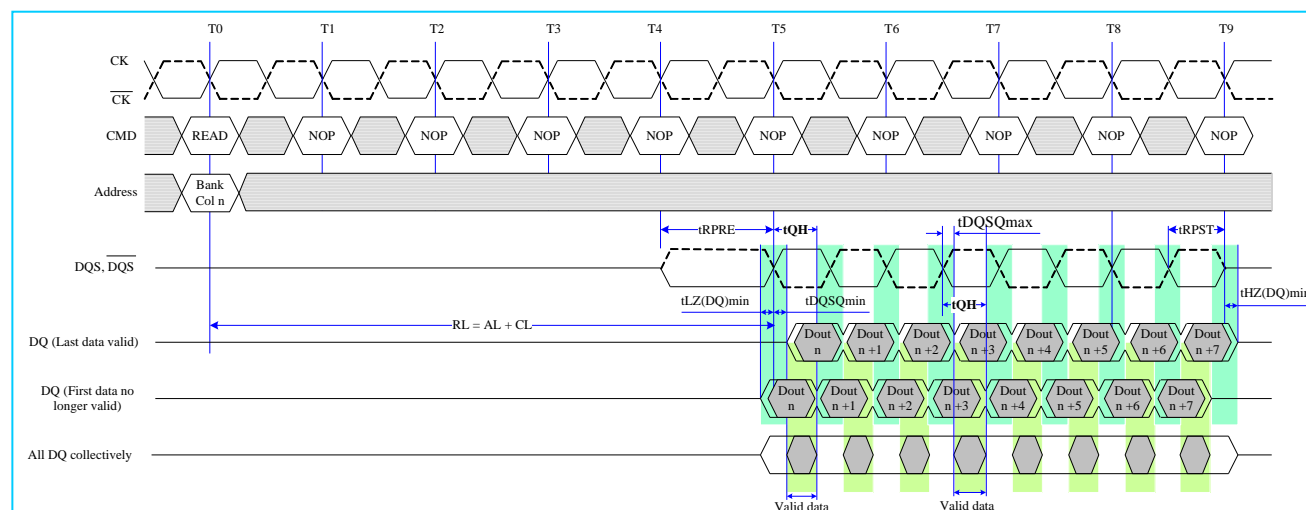 T0 T1 T2 T3 T4 T5 T6 T7 T8 T9
CK
CK
CMD READ NOP NOP NOP NOP NOP NOP NOP NOP NOP
Address Bank
Col n
tRPRE tQH tDQSQmax tRPST
DQS, DQS
tLZ(DQ)min tDQSQmin tQH tHZ(DQ)min
RL = AL + CL
DQ (Last data valid)
Dout Dout Dout Dout Dout Dout Dout Dout
n n +1 n +2 n +3 n +4 n +5 n +6 n +7
DQ (First data no
longer valid)
Dout Dout Dout Dout Dout Dout Dout Dout
n n +1 n +2 n +3 n +4 n +5 n +6 n +7
All DQ collectively
Valid data Valid data